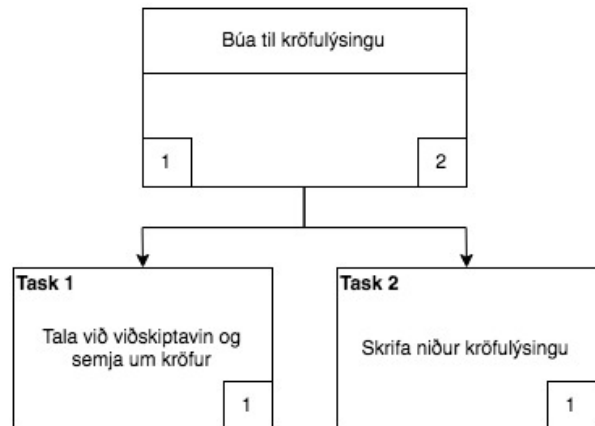 Búa til kröfulýsingu
1
2
Task 1
Tala við viðskiptavin og
semja um kröfur
1
Task 2
Skrifa niður kröfulýsingu
1